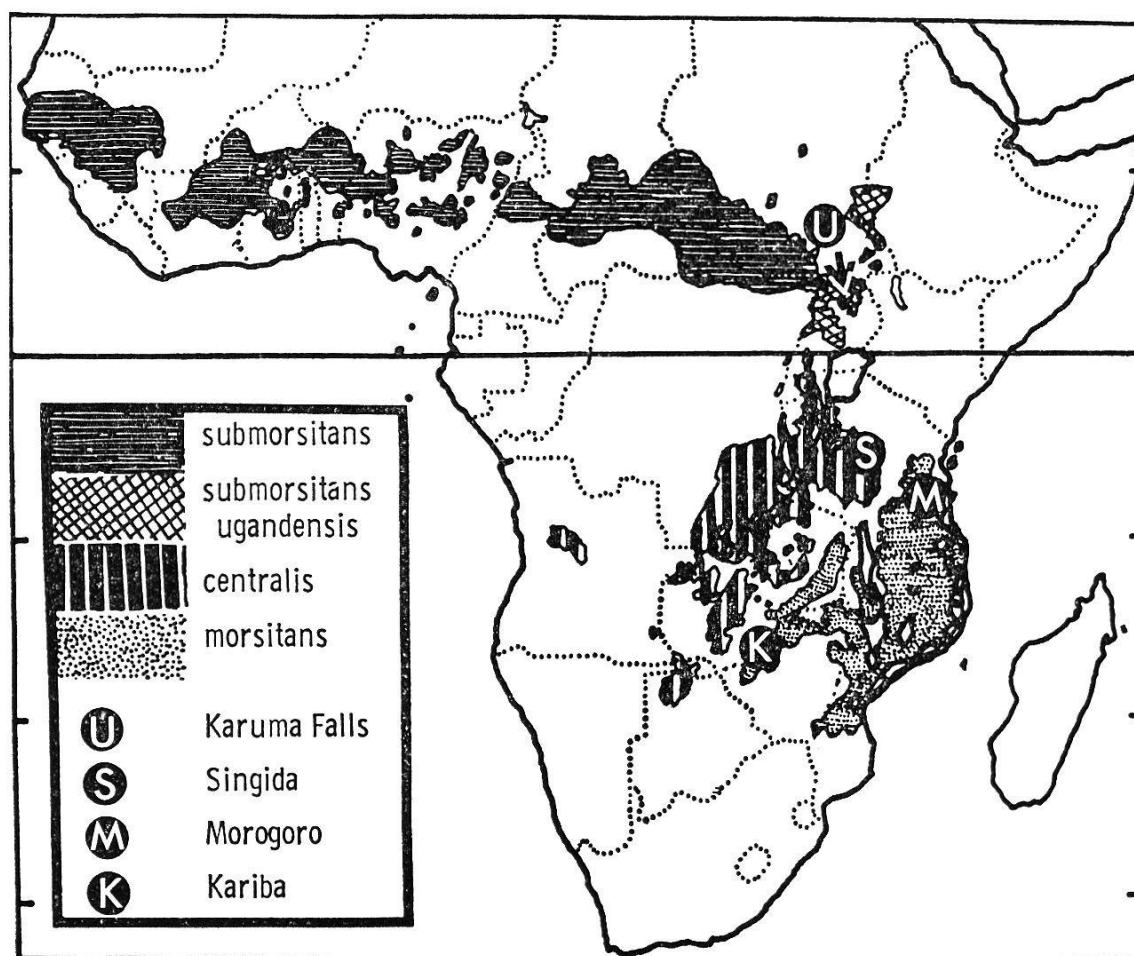 U
S
M
K
submorsitans
submorsitans
ugandensis
centralis
morsitans
U Karuma Falls
S Singida
M Morogoro
K Kariba